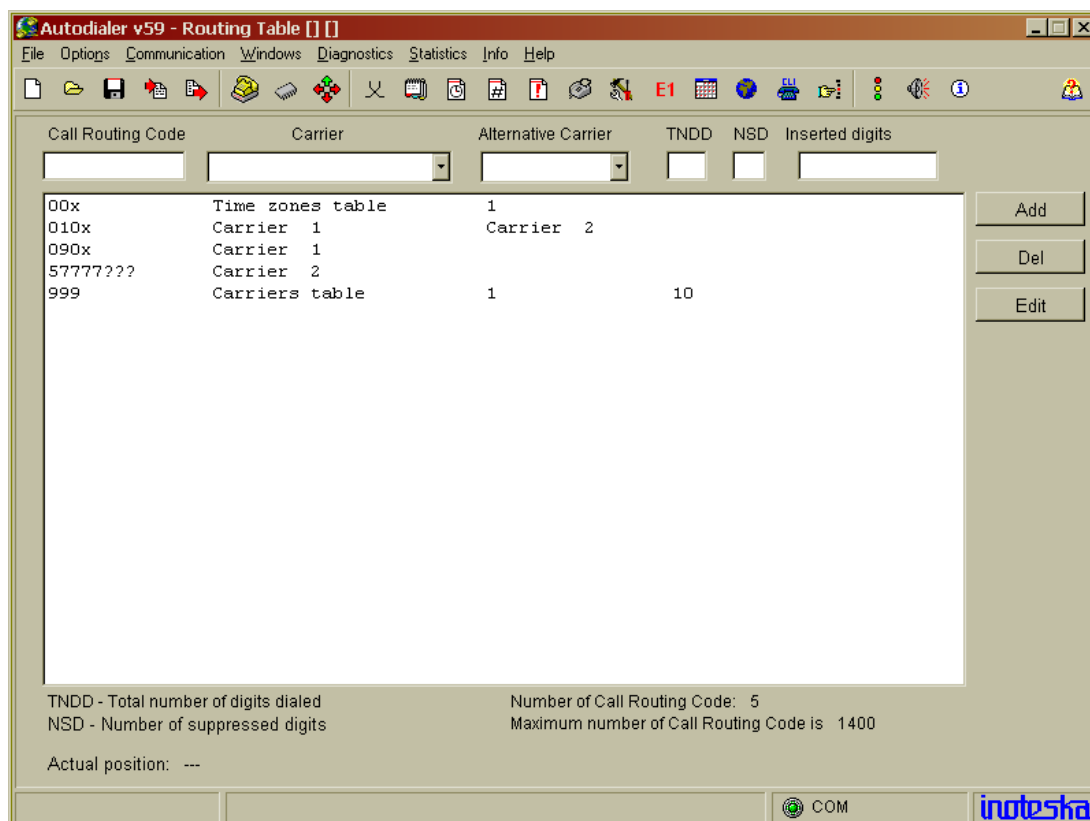 Autodialer v59 - Routing Table [] []
File Options Communication Windows Diagnostics Statistics Info Help
E1 CLI
Call Routing Code Carrier Alternative Carrier TNDD NSD Inserted digits
00x Time zones table 1
010x Carrier 1 Carrier 2
090x Carrier 1
57777??? Carrier 2
999 Carriers table 1 10
Add
Del
Edit
TNDD - Total number of digits dialed
NSD - Number of suppressed digits
Number of Call Routing Code: 5
Maximum number of Call Routing Code is 1400
Actual position: ---
COM
inoteska